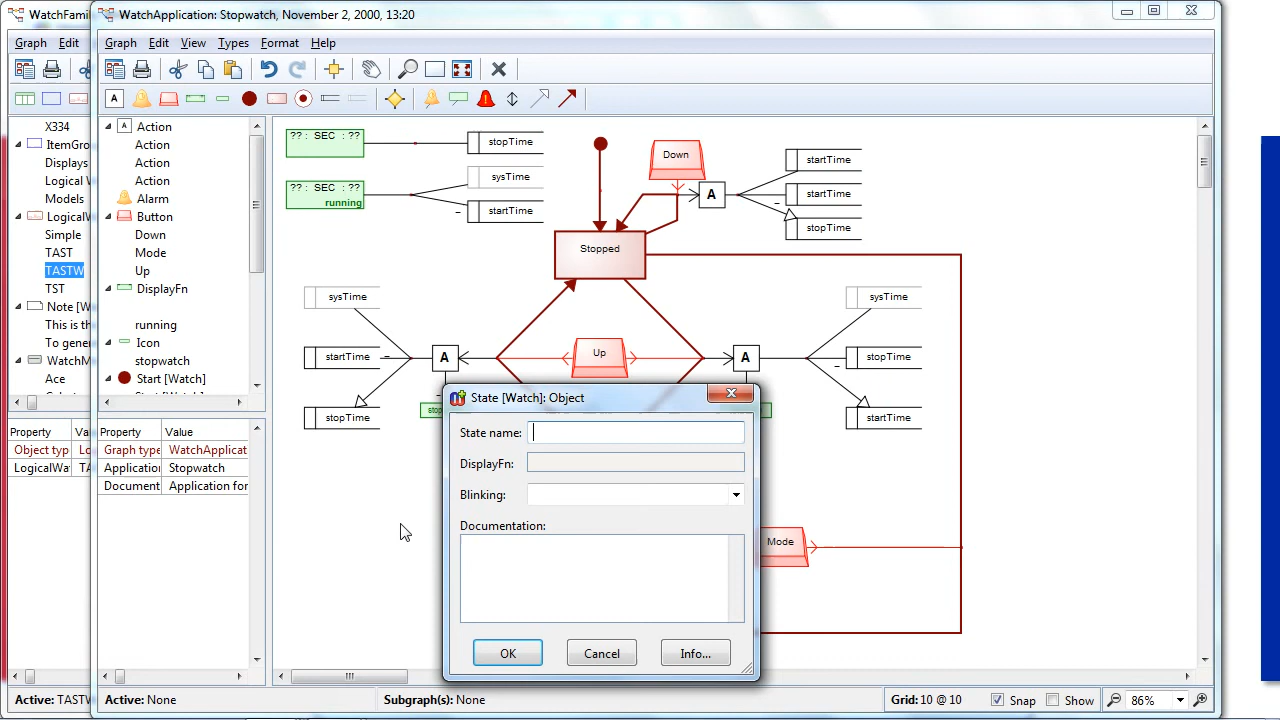 WatchFami
WatchApplication: Stopwatch, November 2, 2000, 13:20
Graph Edit
Graph Edit View Types Format Help
A
X334
ItemGro
Displays
Logical W
Models
LogicalW
Simple
TAST
TASTW
TST
Note [W
This is th
To gener
WatchM
Ace
A Action
Action
Action
Action
Alarm
Button
Down
Mode
Up
DisplayFn
running
Icon
stopwatch
Start [Watch]
Property
Object typ Lo
LogicalWa TA
Property Value
Graph type WatchApplicat
Applicatio Stopwatch
Document Application for
?? : SEC : ??
stopTime
?? : SEC : ??
running
sysTime
startTime
Down
A
startTime
startTime
stopTime
Stopped
sysTime
startTime
stopTime
A
Up
A
sysTime
stopTime
startTime
stop
Mode
State [Watch]: Object
State name:
DisplayFn:
Blinking:
Documentation:
OK Cancel Info...
Active: TASTW
Active: None Subgraph(s): None Grid: 10 @ 10 Snap Show 86%